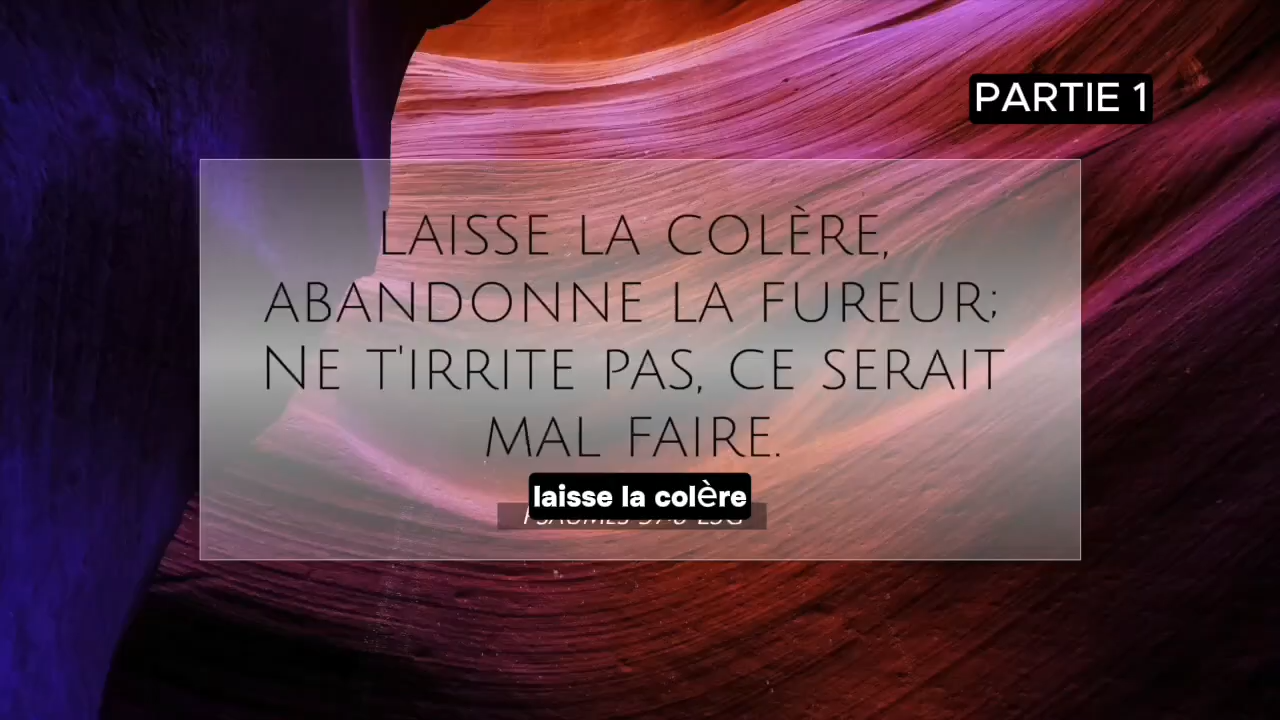 PARTIE 1
Laisse la colère,
abandonne la fureur;
Ne t'irrite pas, ce serait
mal faire.
laisse la colère